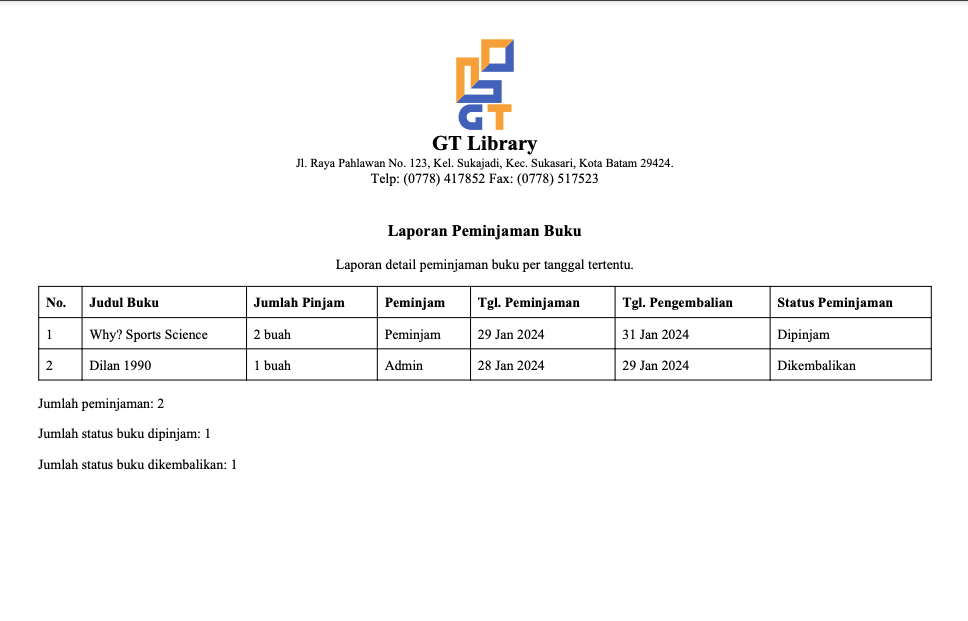 GT
GT Library
Jl. Raya Pahlawan No. 123, Kel. Sukajadi, Kec. Sukasari, Kota Batam 29424.
Telp: (0778) 417852 Fax: (0778) 517523
Laporan Peminjaman Buku
Laporan detail peminjaman buku per tanggal tertentu.
No. Judul Buku Jumlah Pinjam Peminjam Tgl. Peminjaman Tgl. Pengembalian Status Peminjaman
1 Why? Sports Science 2 buah Peminjam 29 Jan 2024 31 Jan 2024 Dipinjam
2 Dilan 1990 1 buah Admin 28 Jan 2024 29 Jan 2024 Dikembalikan
Jumlah peminjaman: 2
Jumlah status buku dipinjam: 1
Jumlah status buku dikembalikan: 1